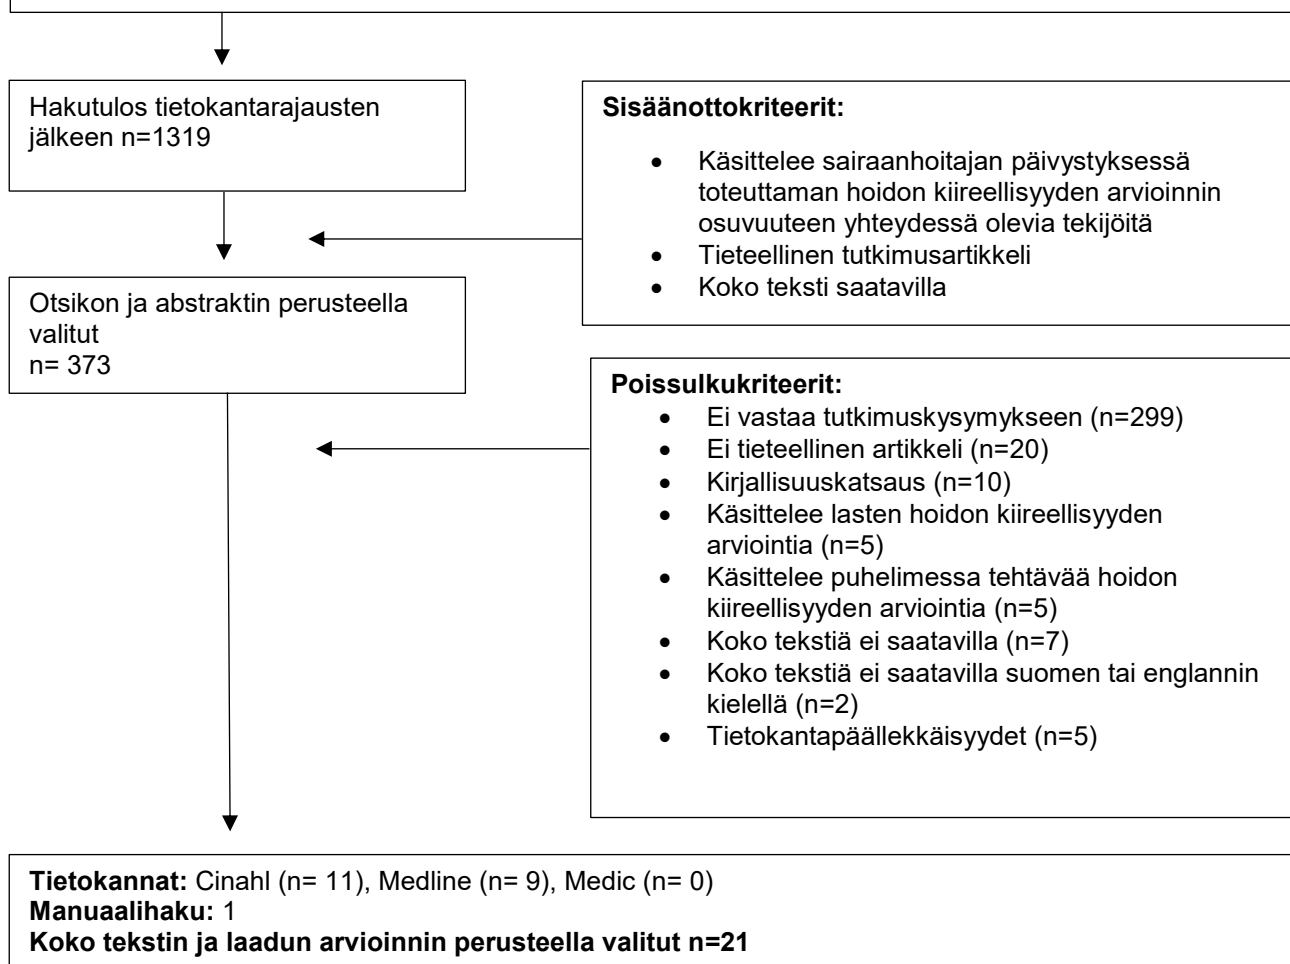 Hakutulos tietokantarajausten
jälkeen n=1319
Sisäänottokriteerit:
• Käsittelee sairaanhoitajan päivystyksessä
toteuttaman hoidon kiireellisyyden arvioinnin
osuvuuteen yhteydessä olevia tekijöitä
• Tieteellinen tutkimusartikkeli
• Koko teksti saatavilla
Otsikon ja abstraktin perusteella
valitut
n= 373
Poissulkukriteerit:
• Ei vastaa tutkimuskysymykseen (n=299)
• Ei tieteellinen artikkeli (n=20)
• Kirjallisuuskatsaus (n=10)
• Käsittelee lasten hoidon kiireellisyyden
arviointia (n=5)
• Käsittelee puhelimessa tehtävää hoidon
kiireellisyyden arviointia (n=5)
• Koko tekstiä ei saatavilla (n=7)
• Koko tekstiä ei saatavilla suomen tai englannin
kielellä (n=2)
• Tietokantapäällekkäisyydet (n=5)
Tietokannat: Cinahl (n= 11), Medline (n= 9), Medic (n= 0)
Manuaalihaku: 1
Koko tekstin ja laadun arvioinnin perusteella valitut n=21